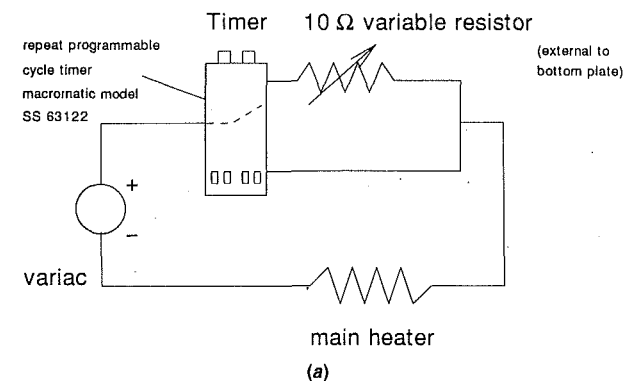 Timer
10 Ω variable resistor
repeat programmable
cycle timer
macromatic model
SS 63122
(external to
bottom plate)
+
−
variac
main heater
(a)